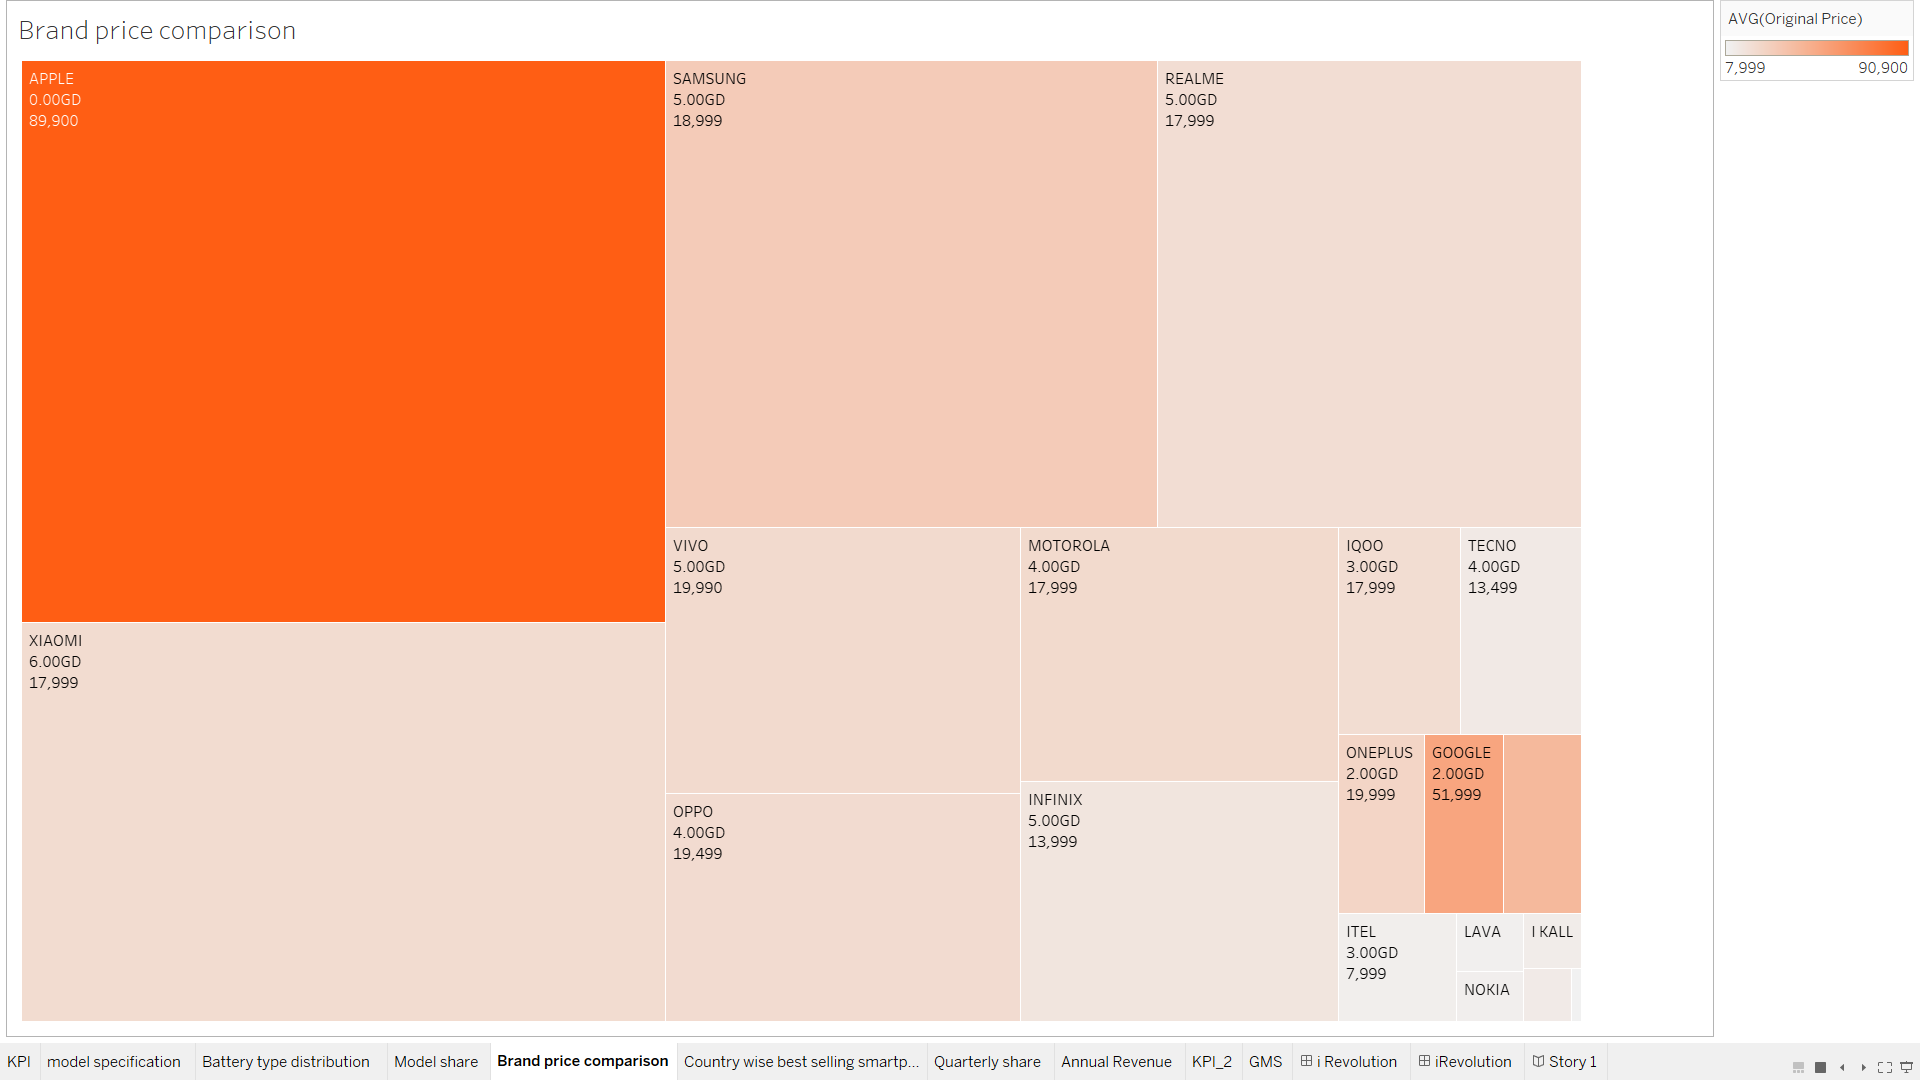 Brand price comparison
AVG(Original Price)
7,999
90,900
APPLE
0.00GD
89,900
SAMSUNG
5.00GD
18,999
REALME
5.00GD
17,999
XIAOMI
6.00GD
17,999
VIVO
5.00GD
19,990
MOTOROLA
4.00GD
17,999
IQOO
3.00GD
17,999
TECNO
4.00GD
13,499
OPPO
4.00GD
19,499
INFINIX
5.00GD
13,999
ONEPLUS
2.00GD
19,999
GOOGLE
2.00GD
51,999
ITEL
3.00GD
7,999
LAVA
I KALL
NOKIA
KPI
model specification
Battery type distribution
Model share
Brand price comparison
Country wise best selling smartp...
Quarterly share
Annual Revenue
KPI_2
GMS
i Revolution
iRevolution
Story 1